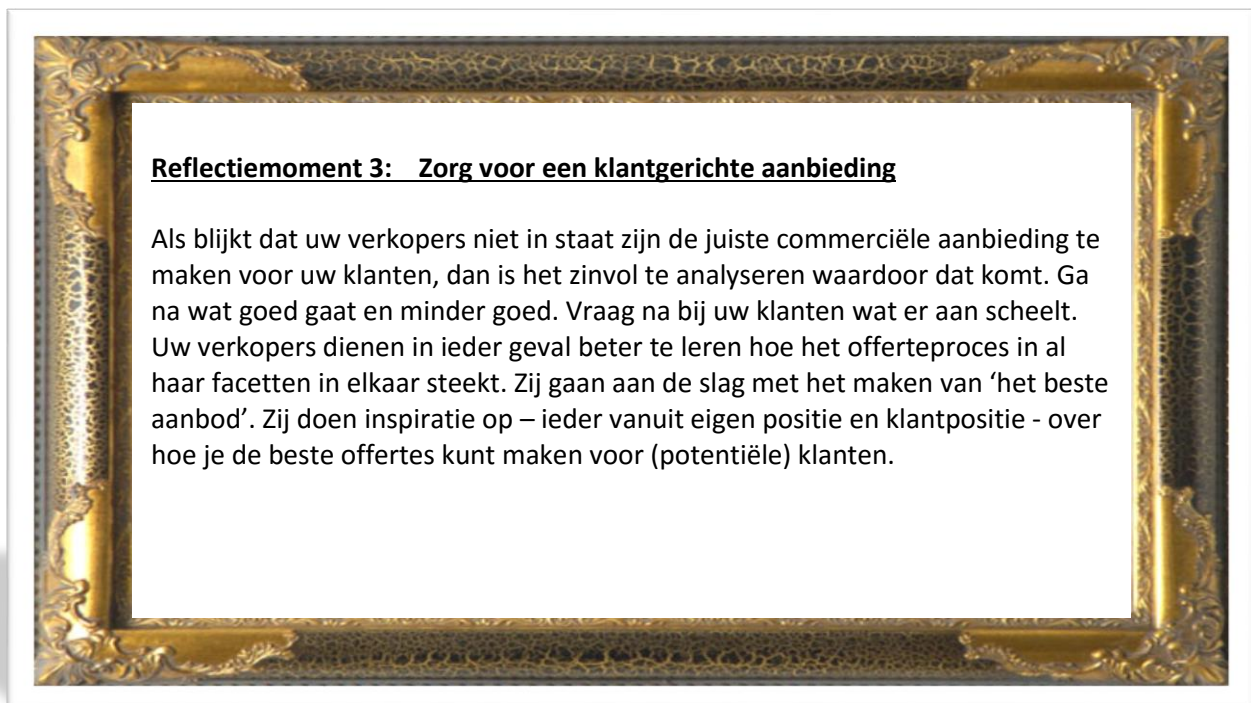 Reflectiemoment 3:    Zorg voor een klantgerichte aanbieding
Als blijkt dat uw verkopers niet in staat zijn de juiste commerciële aanbieding te
maken voor uw klanten, dan is het zinvol te analyseren waardoor dat komt. Ga
na wat goed gaat en minder goed. Vraag na bij uw klanten wat er aan scheelt.
Uw verkopers dienen in ieder geval beter te leren hoe het offerteproces in al
haar facetten in elkaar steekt. Zij gaan aan de slag met het maken van ‘het beste
aanbod’. Zij doen inspiratie op – ieder vanuit eigen positie en klantpositie - over
hoe je de beste offertes kunt maken voor (potentiële) klanten.